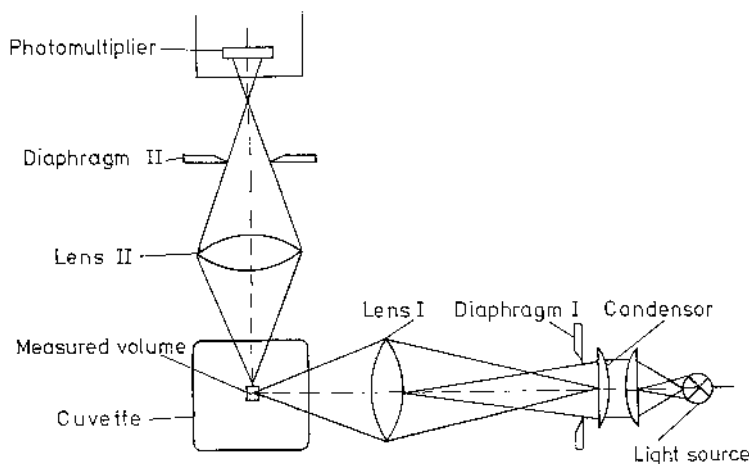 Photomultiplier
Diaphragm II
Lens II
Lens I
Diaphragm I
Condensor
Measured volume
Cuvette
Light source